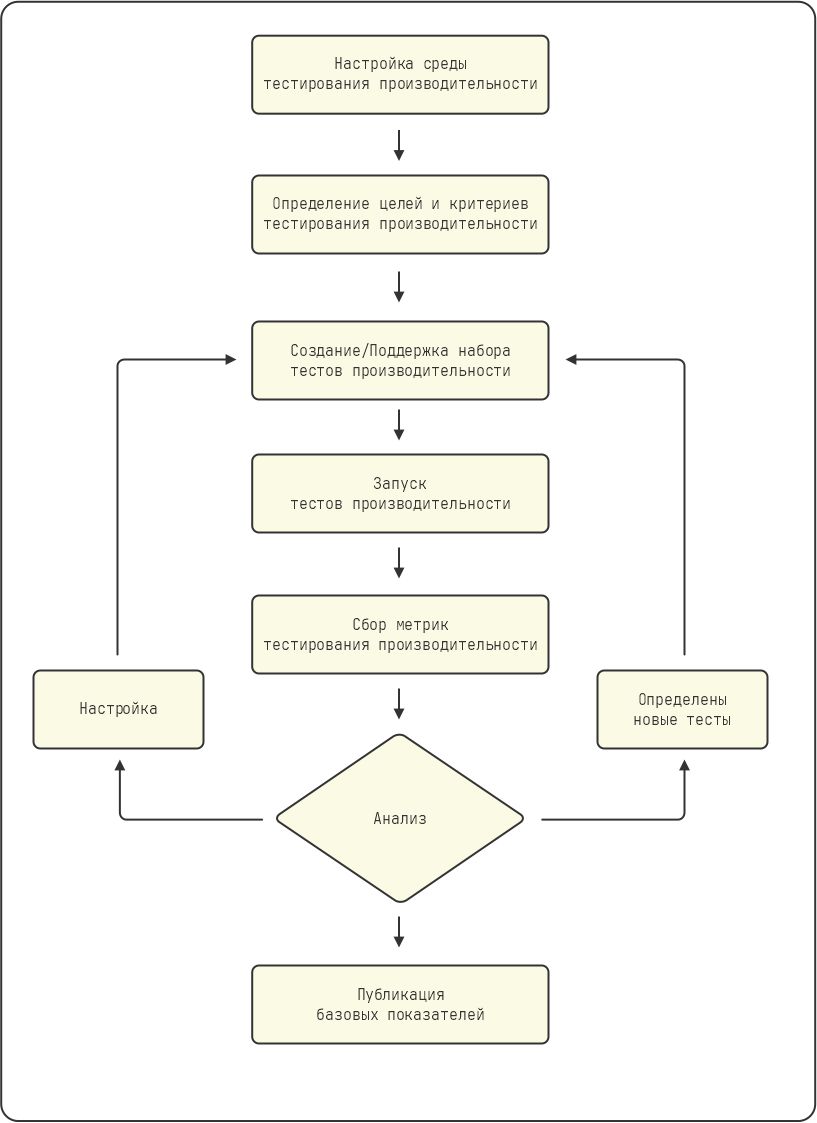 Настройка среды
тестирования производительности
Определение целей и критериев
тестирования производительности
Создание/Поддержка набора
тестов производительности
Запуск
тестов производительности
Сбор метрик
тестирования производительности
Настройка
Определены
новые тесты
Анализ
Публикация
базовых показателей